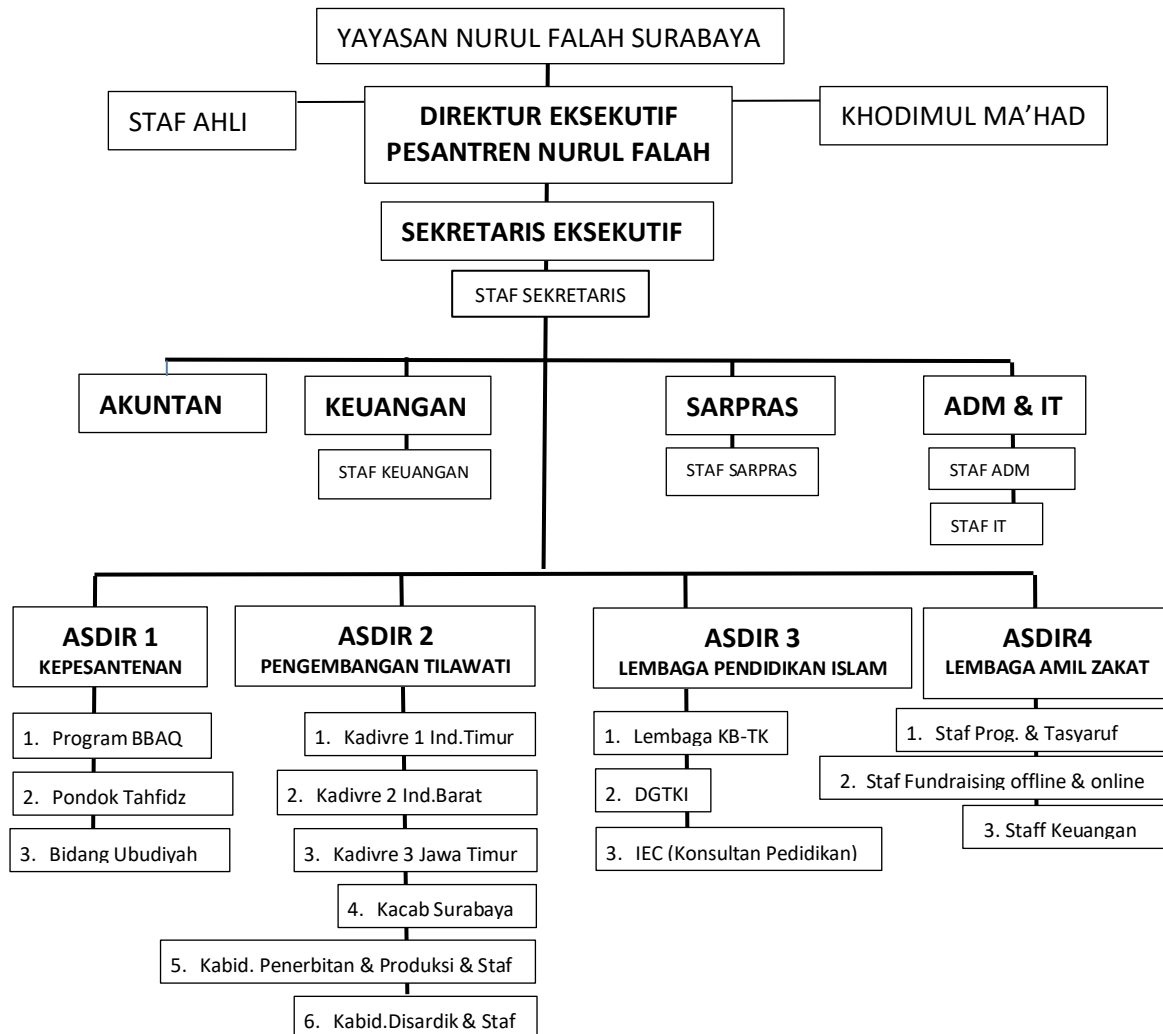 YAYASAN NURUL FALAH SURABAYA
STAF AHLI
DIREKTUR EKSEKUTIF
PESANTREN NURUL FALAH
KHODIMUL MA’HAD
SEKRETARIS EKSEKUTIF
STAF SEKRETARIS
AKUNTAN
KEUANGAN
SARPRAS
ADM & IT
STAF KEUANGAN
STAF SARPRAS
STAF ADM
STAF IT
ASDIR 1
KEPESANTENAN
1. Program BBAQ
2. Pondok Tahfidz
3. Bidang Ubudiyah
ASDIR 2
PENGEMBANGAN TILAWATI
1. Kadivre 1 Ind.Timur
2. Kadivre 2 Ind.Barat
3. Kadivre 3 Jawa Timur
4. Kacab Surabaya
5. Kabid. Penerbitan & Produksi & Staf
6. Kabid.Disardik & Staf
ASDIR 3
LEMBAGA PENDIDIKAN ISLAM
1. Lembaga KB-TK
2. DGTKI
3. IEC (Konsultan Pedidikan)
ASDIR4
LEMBAGA AMIL ZAKAT
1. Staf Prog. & Tasyaruf
2. Staf Fundraising offline & online
3. Staff Keuangan